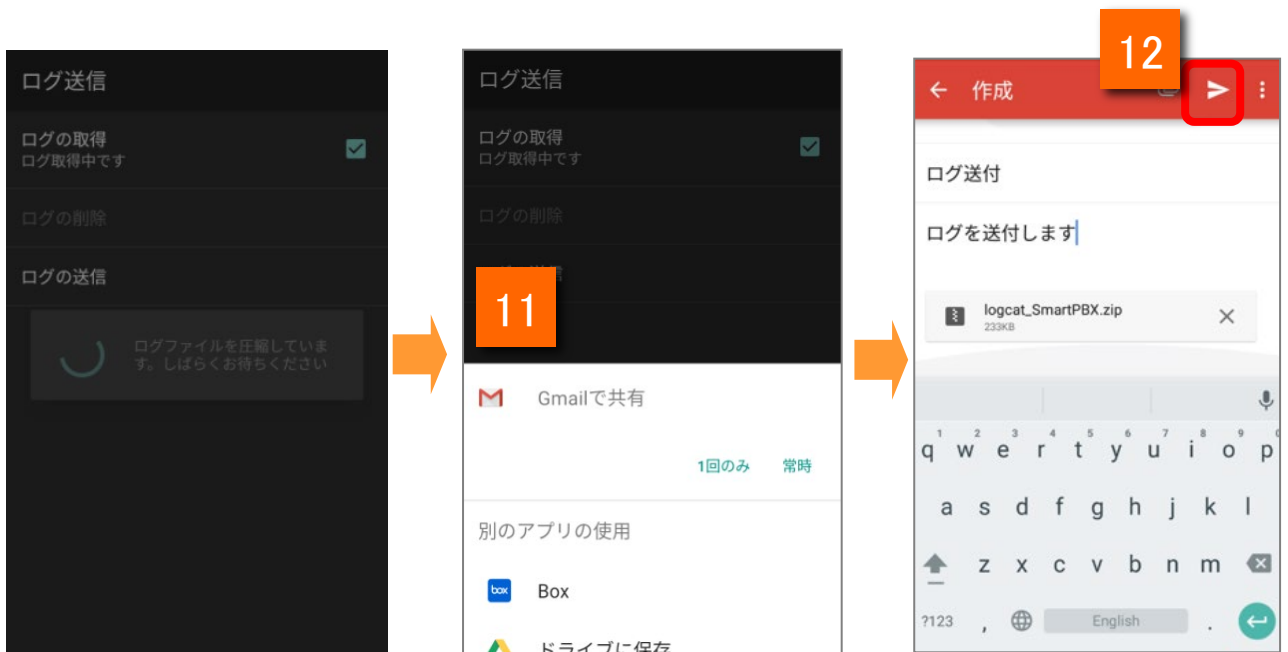 ログ送信
ログの取得
ログ取得中です
ログの削除
ログの送信
ログファイルを圧縮していま
す。しばらくお待ちください
ログ送信
ログの取得
ログ取得中です
ログの削除
11
Gmailで共有
1回のみ 常時
別のアプリの使用
box Box
ドライブに保存
12
作成
ログ送付
ログを送付します
logcat_SmartPBX.zip
233KB
1 2 3 4 5 6 7 8 9 0
q w e r t y u i o p
a s d f g h j k l
z x c v b n m
?123 , English .